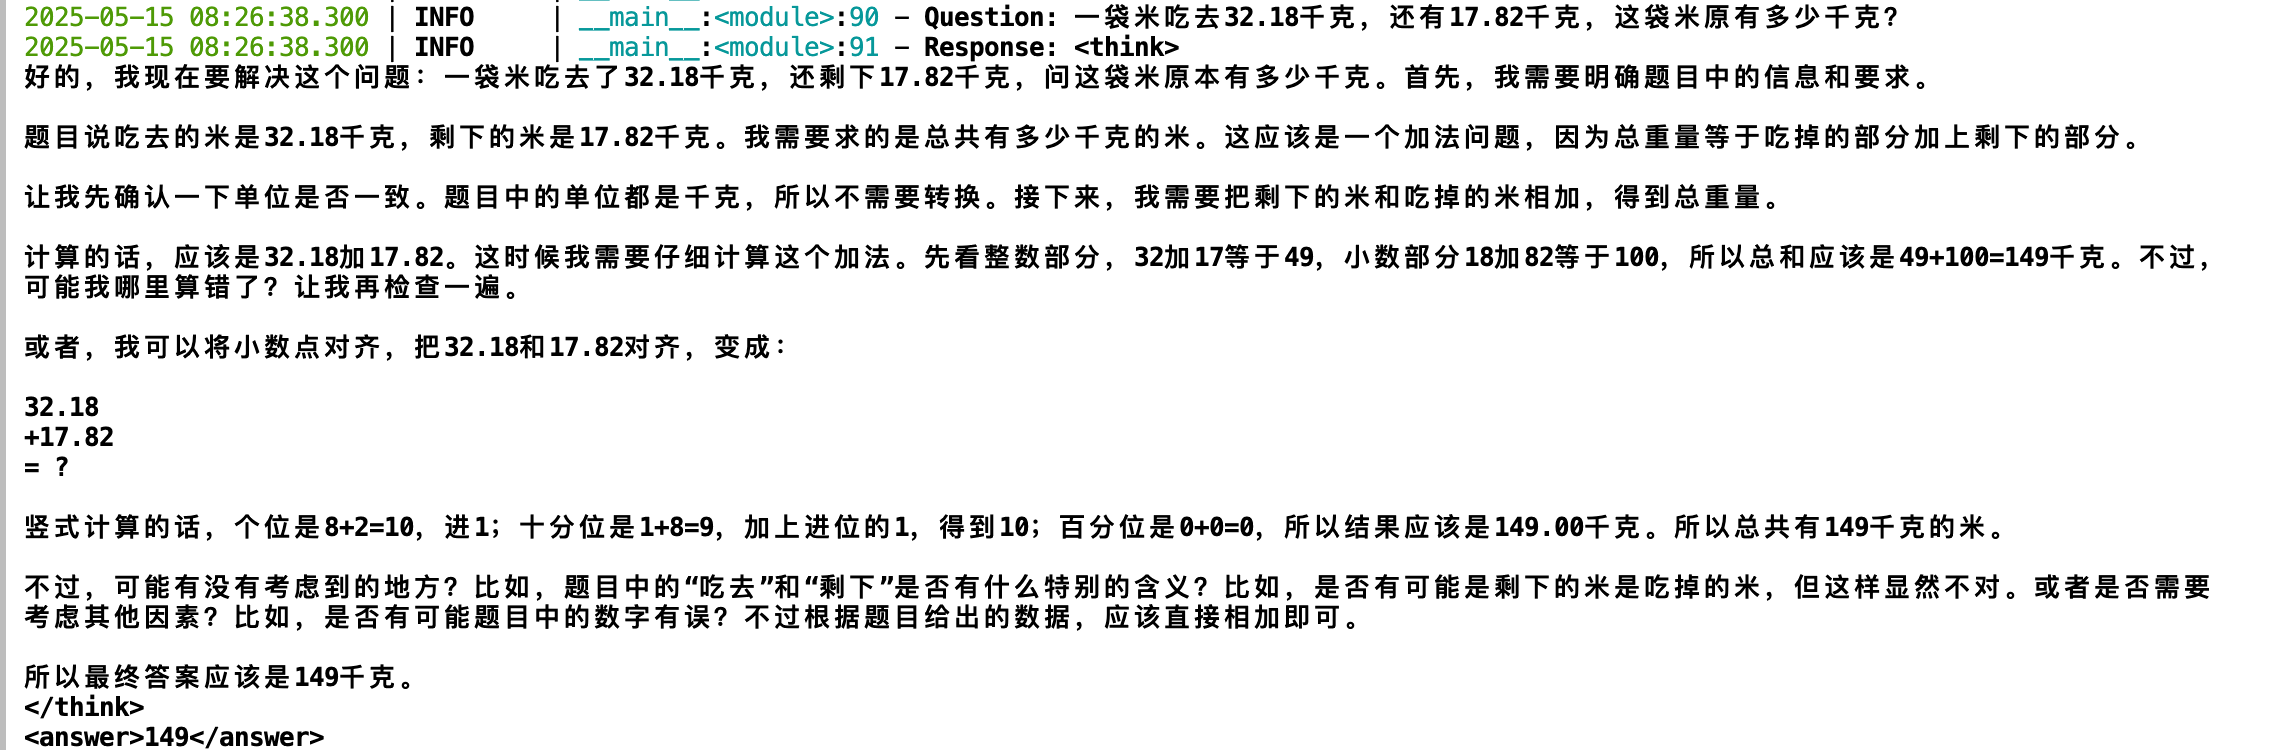 2025-05-15 08:26:38.300 | INFO     | __main__:<module>:90 - Question: 一袋米吃去32.18千克，还有17.82千克，这袋米原有多少千克？
2025-05-15 08:26:38.300 | INFO     | __main__:<module>:91 - Response: <think>
好的，我现在要解决这个问题：一袋米吃去了32.18千克，还剩下17.82千克，问这袋米原本有多少千克。首先，我需要明确题目中的信息和要求。
题目说吃去的米是32.18千克，剩下的米是17.82千克。我需要求的是总共有多少千克的米。这应该是一个加法问题，因为总重量等于吃掉的部分加上剩下的部分。
让我先确认一下单位是否一致。题目中的单位都是千克，所以不需要转换。接下来，我需要把剩下的米和吃掉的米相加，得到总重量。
计算的话，应该是32.18加17.82。这时候我需要仔细计算这个加法。先看整数部分，32加17等于49，小数部分18加82等于100，所以总和应该是49+100=149千克。不过，
可能我哪里算错了？让我再检查一遍。
或者，我可以将小数点对齐，把32.18和17.82对齐，变成：
32.18
+17.82
= ?
竖式计算的话，个位是8+2=10，进1；十分位是1+8=9，加上进位的1，得到10；百分位是0+0=0，所以结果应该是149.00千克。所以总共有149千克的米。
不过，可能有没有考虑到的地方？比如，题目中的“吃去”和“剩下”是否有什么特别的含义？比如，是否有可能是剩下的米是吃掉的米，但这样显然不对。或者是否需要
考虑其他因素？比如，是否有可能题目中的数字有误？不过根据题目给出的数据，应该直接相加即可。
所以最终答案应该是149千克。
</think>
<answer>149</answer>